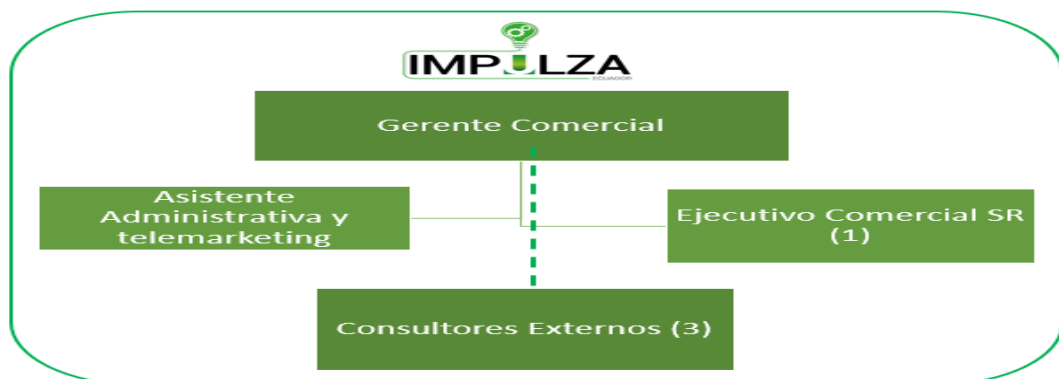 IMPULZA
ECUADOR
Gerente Comercial
Asistente
Administrativa y
telemarketing
Ejecutivo Comercial SR
(1)
Consultores Externos (3)